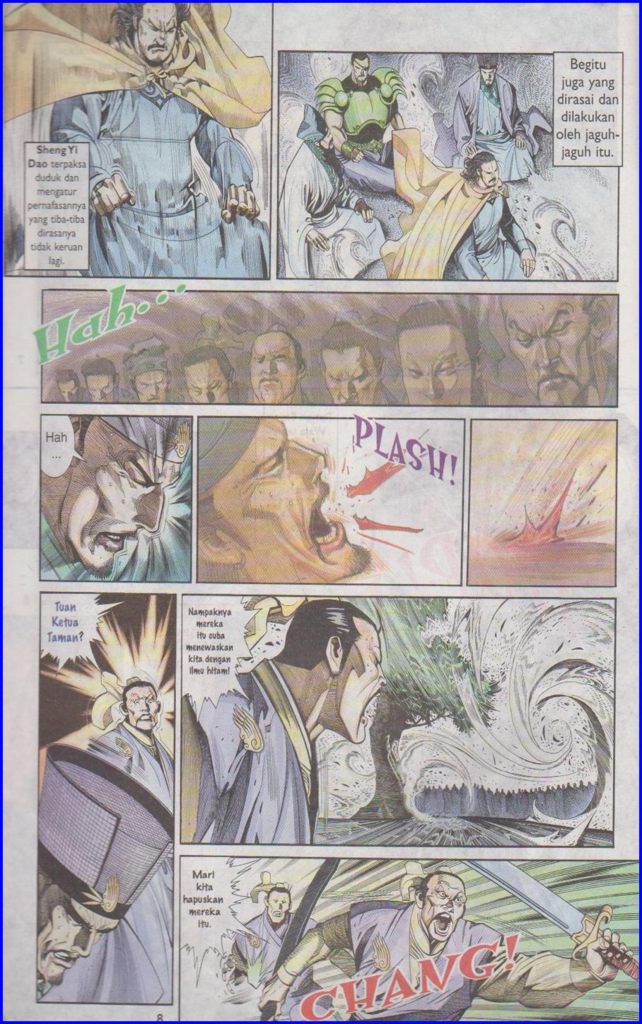 Sheng Yi
Dao terpaksa
duduk dan
mengatur
pernafasannya
yang tiba-tiba
dirasanya
tidak keruan
lagi.
Begitu
juga yang
dirasai dan
dilakukan
oleh jaguh-
jaguh itu.
Hah...
Hah
...
PLASH!
Tuan
Ketua
Taman?
Nampaknya
mereka
itu cuba
menewaskan
kita dengan
ilmu hitam!
Mari
kita
hapuskan
mereka
itu.
CHANG!
8